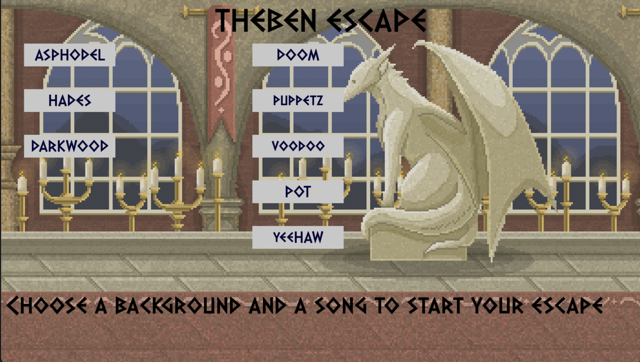 THEBEN ESCAPE
ASPHODEL
DOOM
HADES
PUPPETZ
DARKWOOD
VOODOO
POT
YEEHAW
CHOOSE A BACKGROUND AND A SONG TO START YOUR ESCAPE